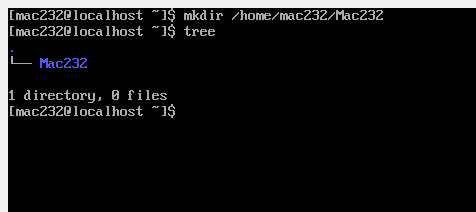 [mac232@localhost ~]$ mkdir /home/mac232/Mac232
[mac232@localhost ~]$ tree
.
└── Mac232
1 directory, 0 files
[mac232@localhost ~]$